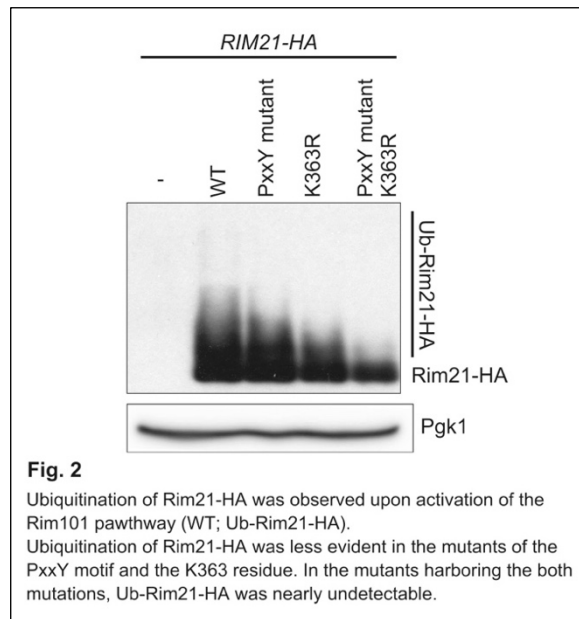 RIM21-HA
-
WT
PxxY mutant
K363R
PxxY mutant
K363R
Ub-Rim21-HA
Rim21-HA
Pgk1
Fig. 2
Ubiquitination of Rim21-HA was observed upon activation of the
Rim101 pawthway (WT; Ub-Rim21-HA).
Ubiquitination of Rim21-HA was less evident in the mutants of the
PxxY motif and the K363 residue. In the mutants harboring the both
mutations, Ub-Rim21-HA was nearly undetectable.